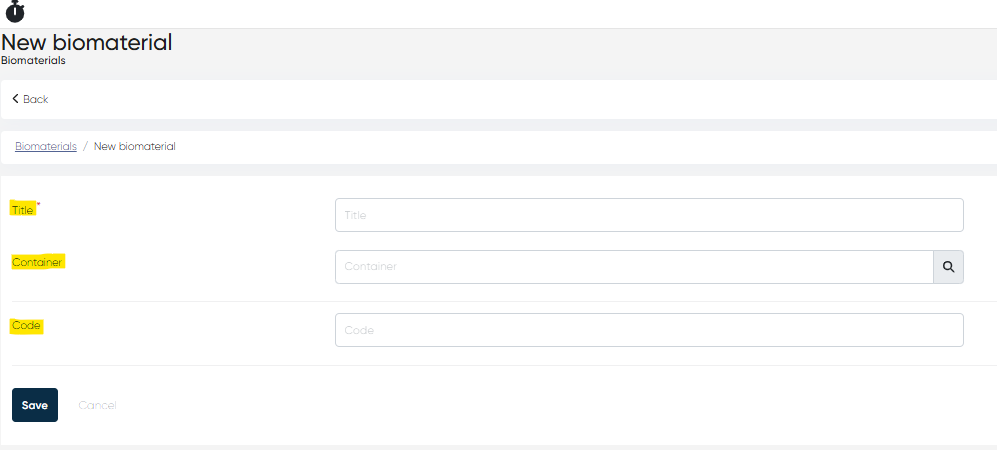 New biomaterial
Biomaterials
Back
Biomaterials / New biomaterial
Title *
Title
Container
Container
Code
Code
Save Cancel